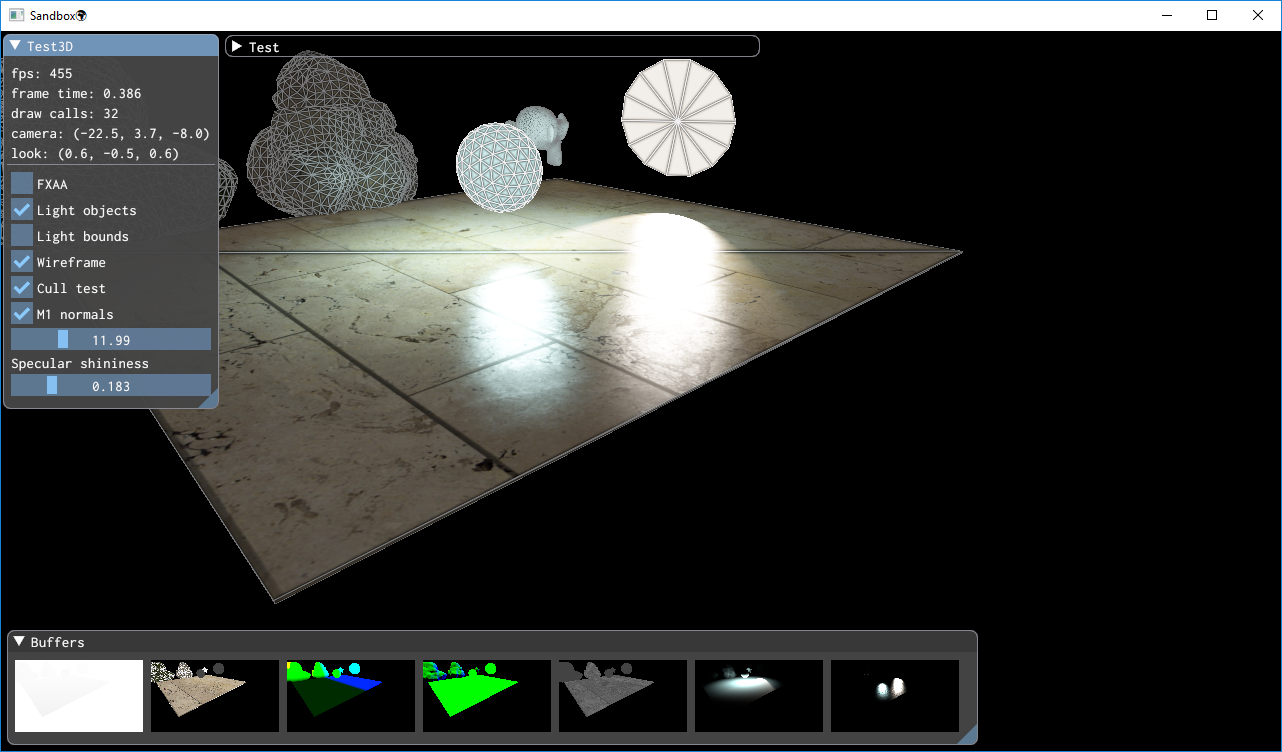 Sandbox
Test3D
Test
fps: 455
frame time: 0.386
draw calls: 32
camera: (-22.5, 3.7, -8.0)
look: (0.6, -0.5, 0.6)
FXAA
Light objects
Light bounds
Wireframe
Cull test
M1 normals
11.99
Specular shininess
0.183
Buffers